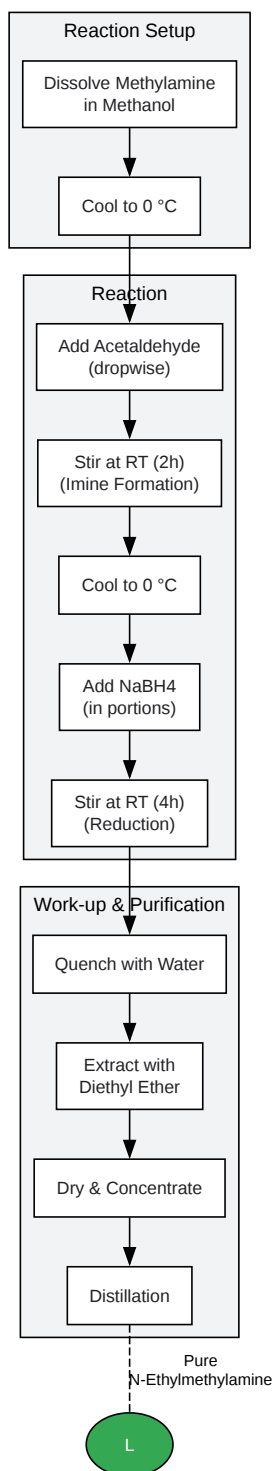 Reaction Setup
Dissolve Methylamine
in Methanol
Cool to 0 °C
Reaction
Add Acetaldehyde
(dropwise)
Stir at RT (2h)
(Imine Formation)
Cool to 0 °C
Add NaBH4
(in portions)
Stir at RT (4h)
(Reduction)
Work-up & Purification
Quench with Water
Extract with
Diethyl Ether
Dry & Concentrate
Distillation
Pure
N-Ethylmethylamine
L